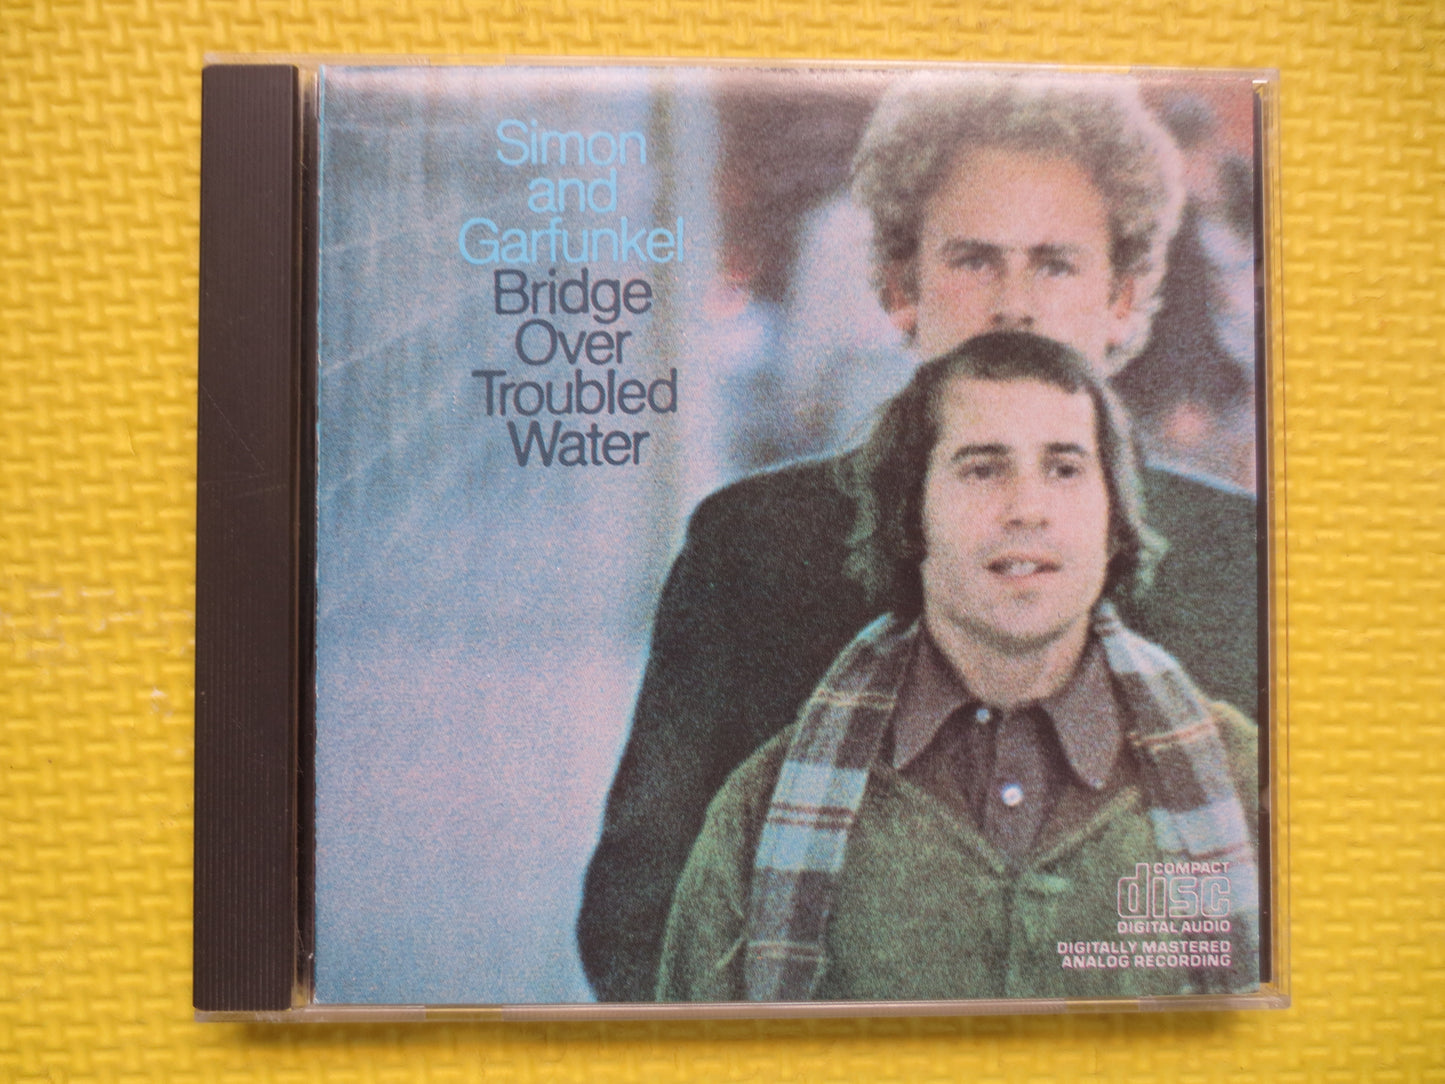 Simon
and
Garfunkel
Bridge
Over
Troubled
Water
COMPACT
disc
DIGITAL AUDIO
DIGITALLY MASTERED
ANALOG RECORDING